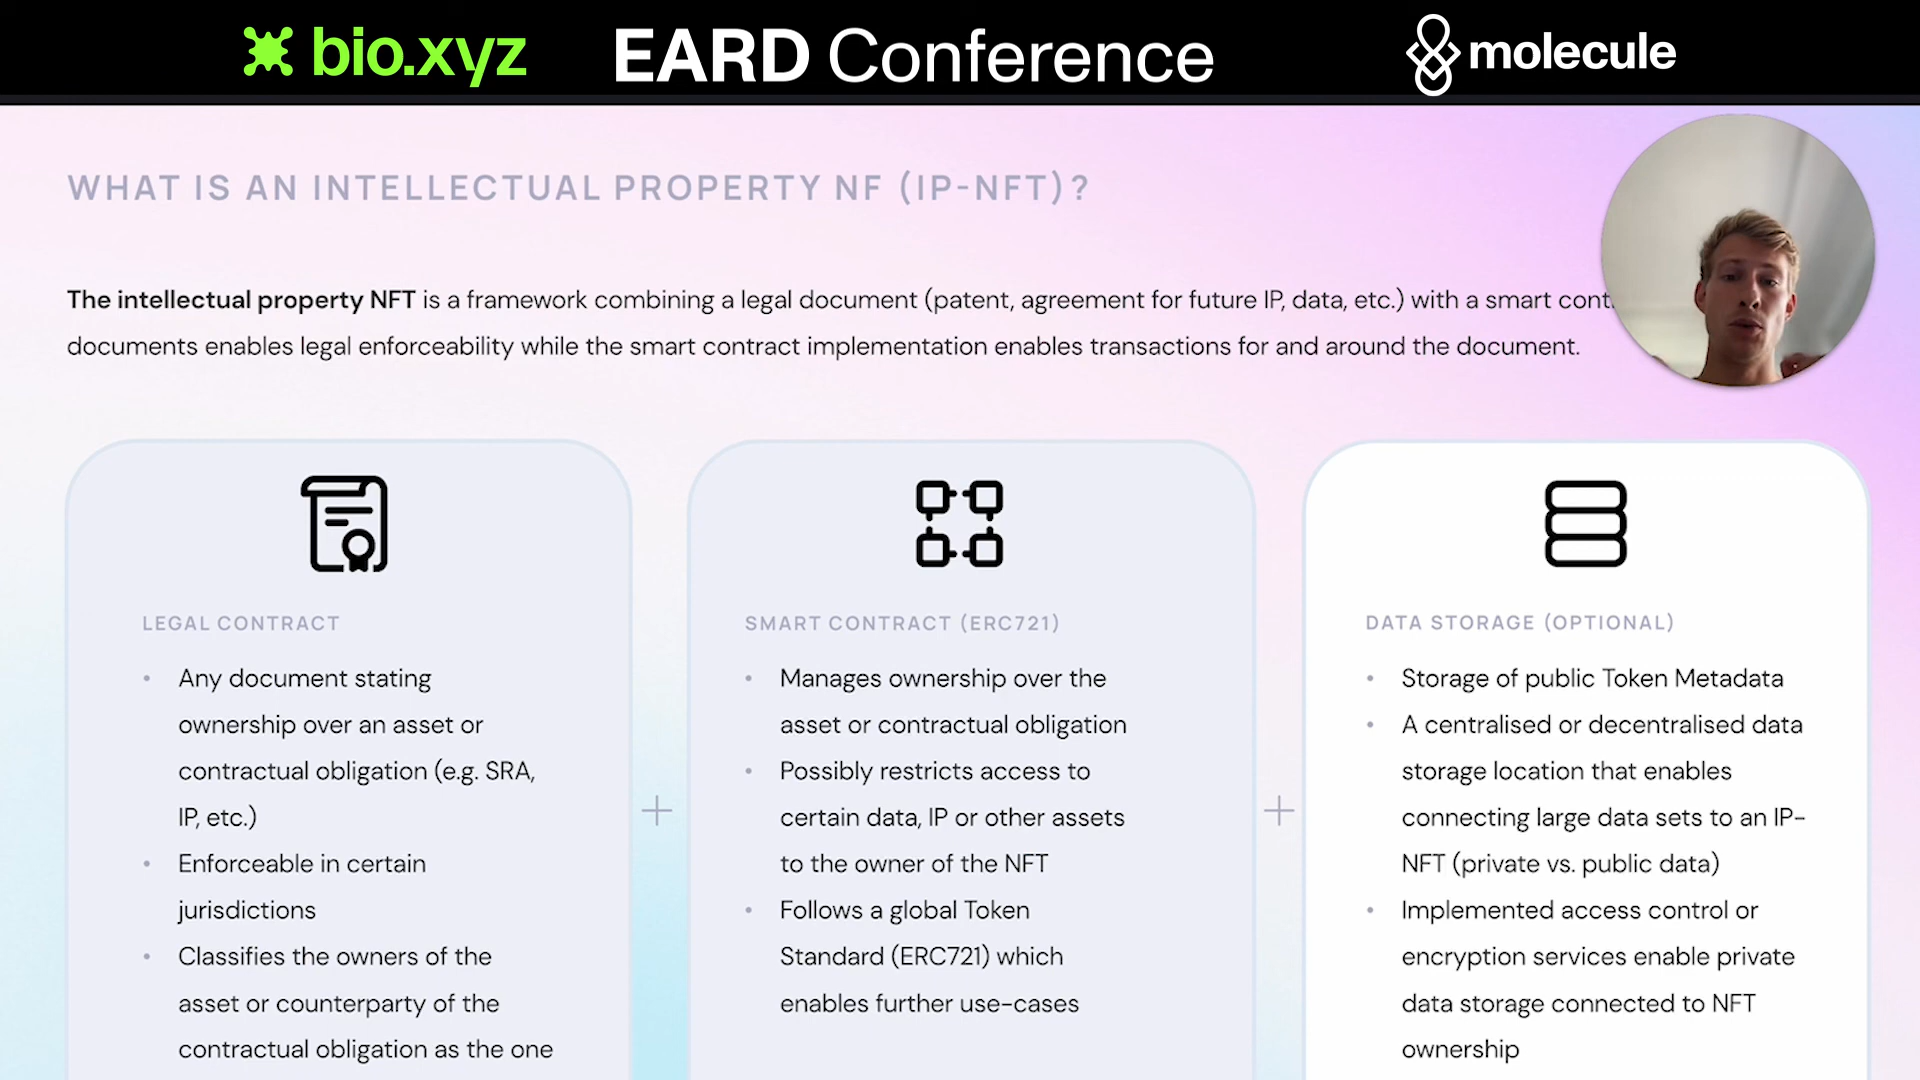 bio.xyz
EARD Conference
molecule
WHAT IS AN INTELLECTUAL PROPERTY NF (IP-NFT)?
The intellectual property NFT is a framework combining a legal document (patent, agreement for future IP, data, etc.) with a smart
documents enables legal enforceability while the smart contract implementation enables transactions for and around the document.
LEGAL CONTRACT
• Any document stating
ownership over an asset or
contractual obligation (e.g. SRA,
IP, etc.)
• Enforceable in certain
jurisdictions
• Classifies the owners of the
asset or counterparty of the
contractual obligation as the one
+
SMART CONTRACT (ERC721)
• Manages ownership over the
asset or contractual obligation
• Possibly restricts access to
certain data, IP or other assets
to the owner of the NFT
• Follows a global Token
Standard (ERC721) which
enables further use-cases
+
DATA STORAGE (OPTIONAL)
• Storage of public Token Metadata
• A centralised or decentralised data
storage location that enables
connecting large data sets to an IP-
NFT (private vs. public data)
• Implemented access control or
encryption services enable private
data storage connected to NFT
ownership